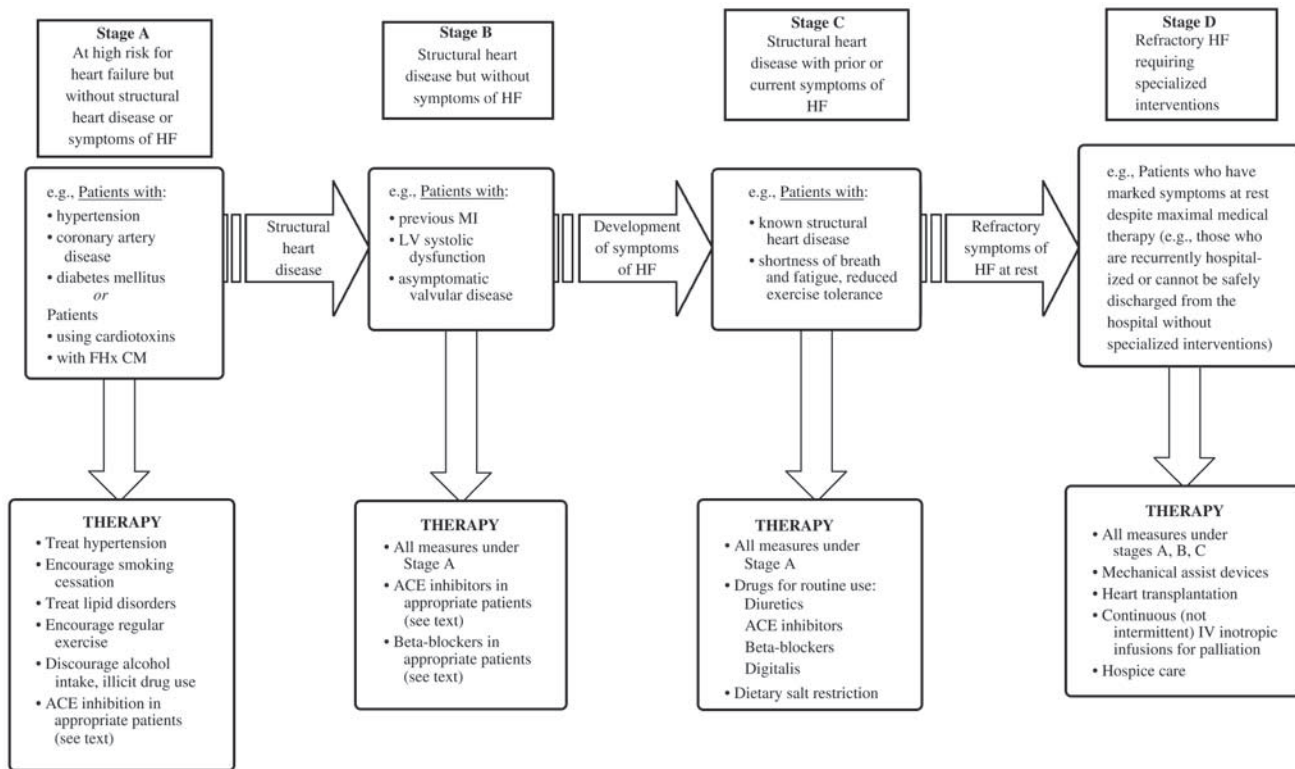 Stage A
At high risk for
heart failure but
without structural
heart disease or
symptoms of HF
Stage B
Structural heart
disease but without
symptoms of HF
Stage C
Structural heart
disease with prior or
current symptoms of
HF
Stage D
Refractory HF
requiring
specialized
interventions
e.g., Patients with:
• hypertension
• coronary artery
disease
• diabetes mellitus
or
Patients
• using cardiotoxins
• with FHx CM
Structural
heart
disease
e.g., Patients with:
• previous MI
• LV systolic
dysfunction
• asymptomatic
valvular disease
Development
of symptoms
of HF
e.g., Patients with:
• known structural
heart disease
• shortness of breath
and fatigue, reduced
exercise tolerance
Refractory
symptoms of
HF at rest
e.g., Patients who have
marked symptoms at rest
despite maximal medical
therapy (e.g., those who
are recurrently hospital-
ized or cannot be safely
discharged from the
hospital without
specialized interventions)
THERAPY
• Treat hypertension
• Encourage smoking
cessation
• Treat lipid disorders
• Encourage regular
exercise
• Discourage alcohol
intake, illicit drug use
• ACE inhibition in
appropriate patients
(see text)
THERAPY
• All measures under
Stage A
• ACE inhibitors in
appropriate patients
(see text)
• Beta-blockers in
appropriate patients
(see text)
THERAPY
• All measures under
Stage A
• Drugs for routine use:
Diuretics
ACE inhibitors
Beta-blockers
Digitalis
• Dietary salt restriction
THERAPY
• All measures under
stages A, B, C
• Mechanical assist devices
• Heart transplantation
• Continuous (not
intermittent) IV inotropic
infusions for palliation
• Hospice care